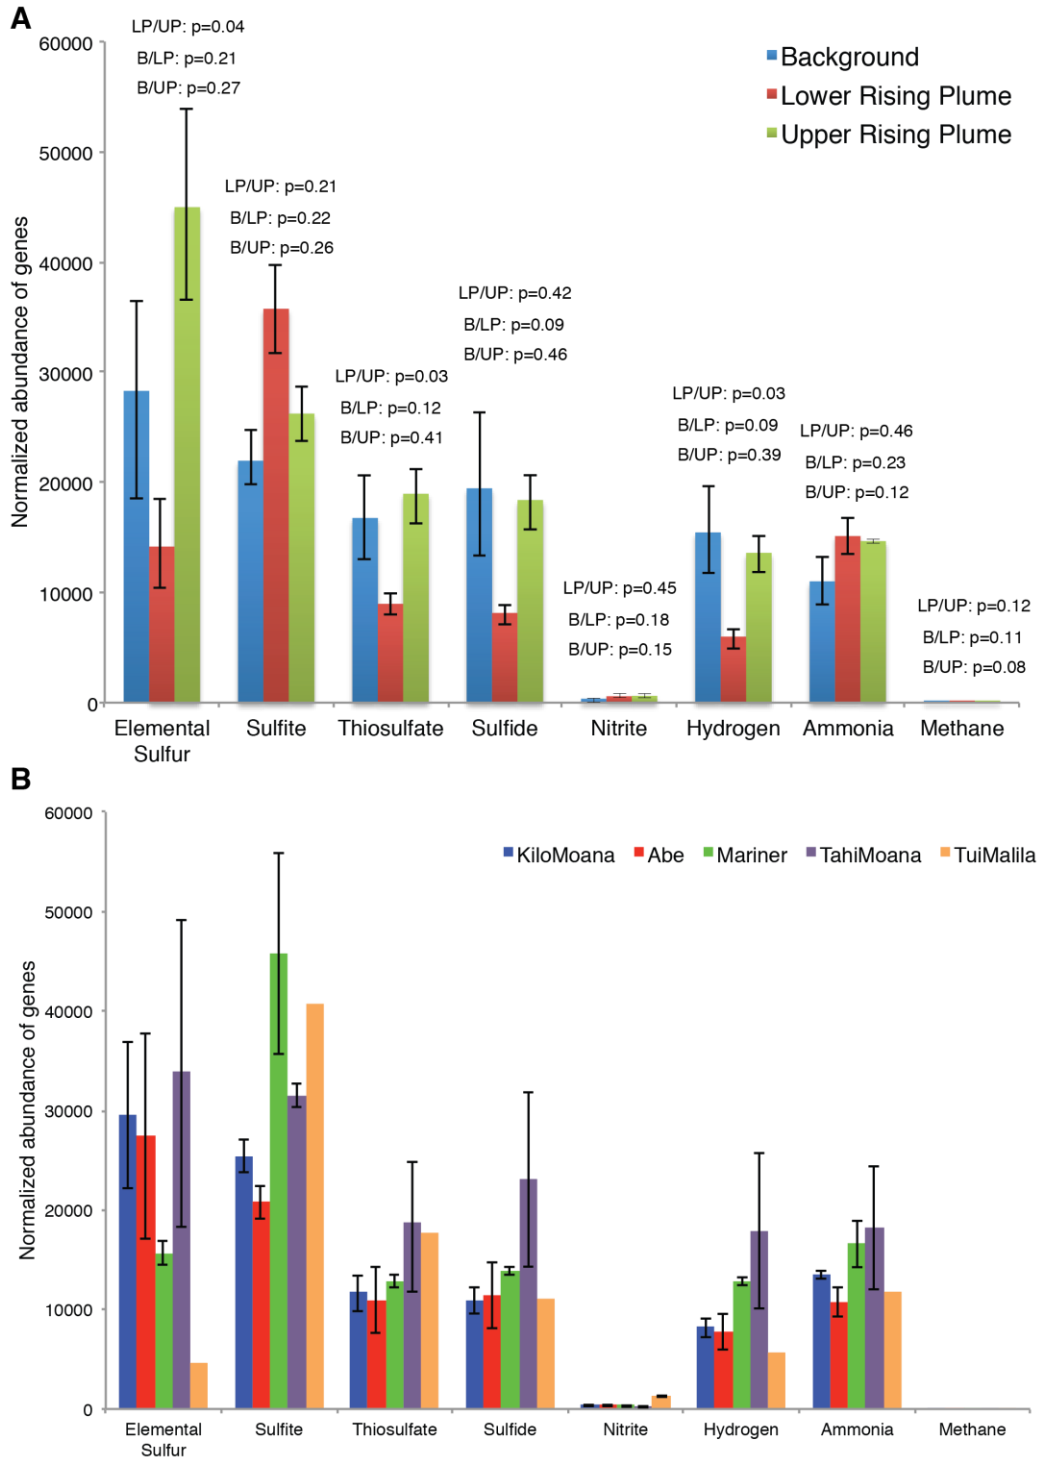 A
LP/UP: p=0.04
B/LP: p=0.21
B/UP: p=0.27
Background
Lower Rising Plume
Upper Rising Plume
LP/UP: p=0.21
B/LP: p=0.22
B/UP: p=0.26
LP/UP: p=0.03
B/LP: p=0.12
B/UP: p=0.41
LP/UP: p=0.42
B/LP: p=0.09
B/UP: p=0.46
LP/UP: p=0.45
B/LP: p=0.18
B/UP: p=0.15
LP/UP: p=0.03
B/LP: p=0.09
B/UP: p=0.39
LP/UP: p=0.46
B/LP: p=0.23
B/UP: p=0.12
LP/UP: p=0.12
B/LP: p=0.11
B/UP: p=0.08
Normalized abundance of genes
60000
50000
40000
30000
20000
10000
0
Elemental
Sulfur
Sulfite
Thiosulfate
Sulfide
Nitrite
Hydrogen
Ammonia
Methane
B
KiloMoana
Abe
Mariner
TahiMoana
TuiMalila
Normalized abundance of genes
60000
50000
40000
30000
20000
10000
0
Elemental
Sulfur
Sulfite
Thiosulfate
Sulfide
Nitrite
Hydrogen
Ammonia
Methane